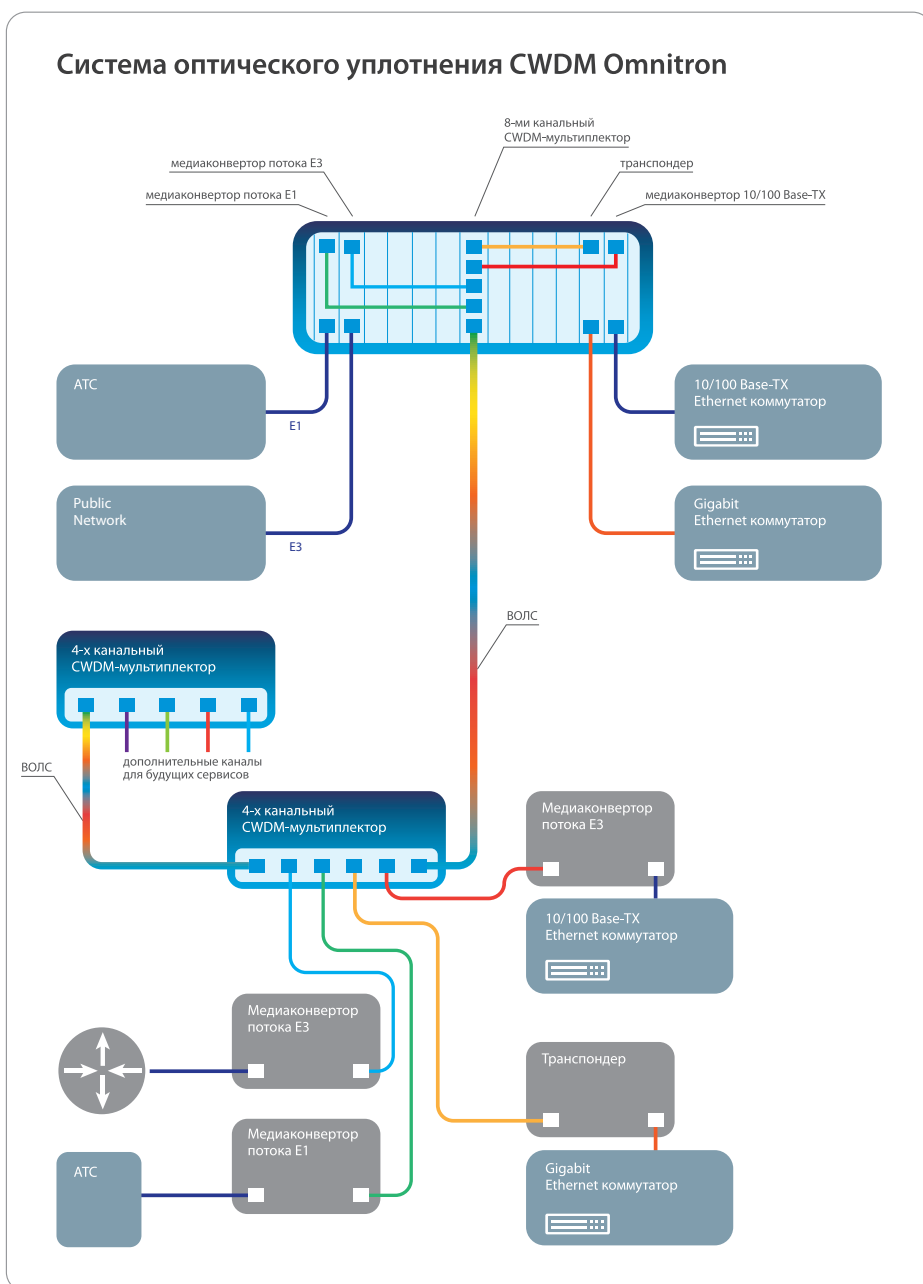 Система оптического уплотнения CWDM Omnitron
8-ми канальный
CWDM-мультиплектор
медиаконвертор потока E3
транспондер
медиаконвертор потока E1
медиаконвертор 10/100 Base-TX
АТС
E1
10/100 Base-TX
Ethernet коммутатор
Public
Network
E3
Gigabit
Ethernet коммутатор
ВОЛС
4-х канальный
CWDM-мультиплектор
дополнительные каналы
для будущих сервисов
ВОЛС
4-х канальный
CWDM-мультиплектор
Медиаконвертор
потока E3
10/100 Base-TX
Ethernet коммутатор
Медиаконвертор
потока E3
Транспондер
Медиаконвертор
потока E1
АТС
Gigabit
Ethernet коммутатор